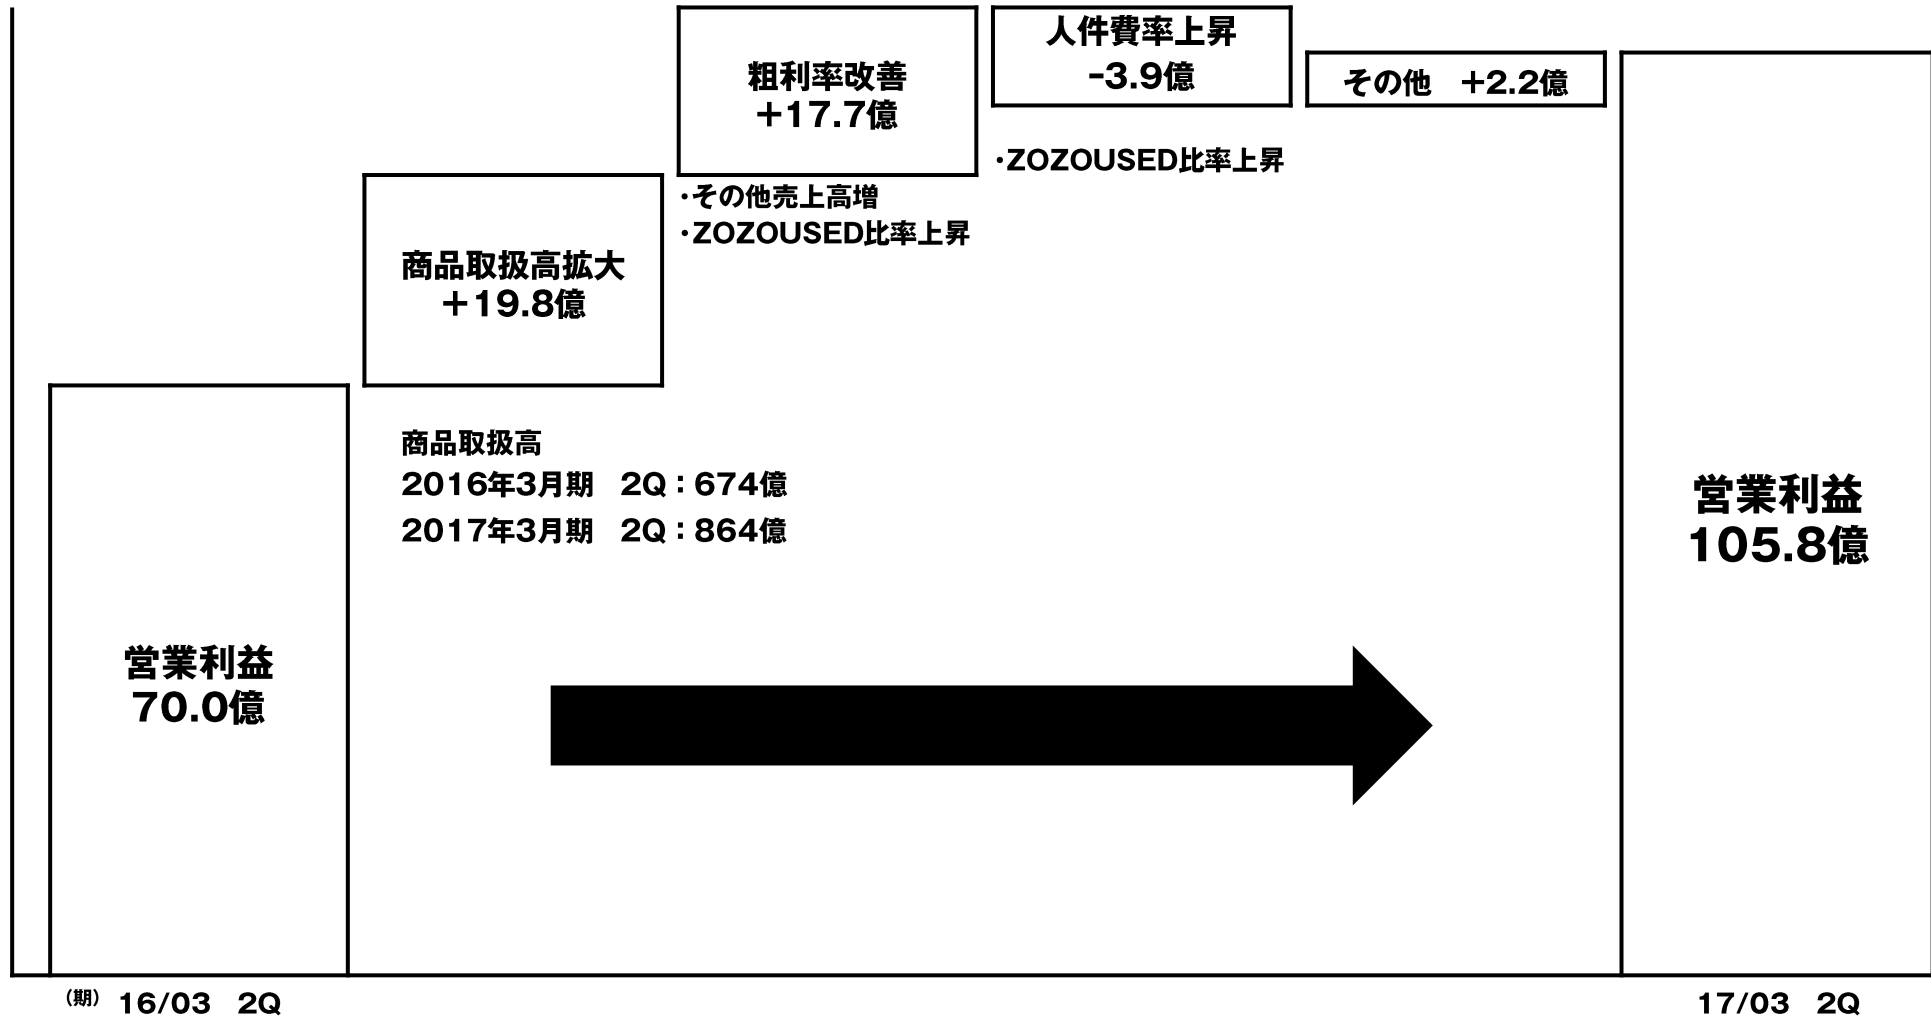 人件費率上昇
-3.9億
粗利率改善
＋17.7億
その他　＋2.2億
・ZOZOUSED比率上昇
・その他売上高増
・ZOZOUSED比率上昇
商品取扱高拡大
＋19.8億
商品取扱高
2016年3月期　2Q：674億
2017年3月期　2Q：864億
営業利益
105.8億
営業利益
70.0億
（期）　16/03　2Q
17/03　2Q